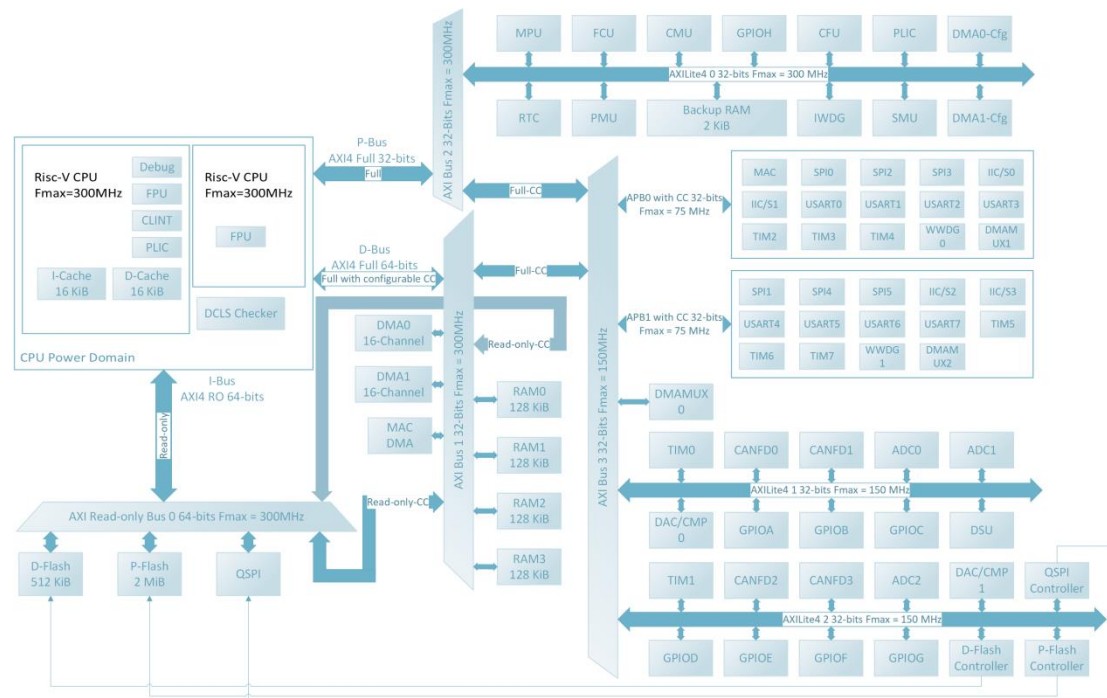 AXI Bus 2 32-Bits Fmax = 300MHz
MPU
FCU
CMU
GPIOH
CFU
PLIC
DMA0-Cfg
AXILite4 0 32-bits Fmax = 300 MHz
RTC
PMU
Backup RAM
2 KiB
IWDG
SMU
DMA1-Cfg
P-Bus
AXI4 Full 32-bits
Full
Risc-V CPU
Fmax=300MHz
Debug
FPU
CLINT
PLIC
I-Cache
16 KiB
D-Cache
16 KiB
Risc-V CPU
Fmax=300MHz
FPU
DCLS Checker
CPU Power Domain
Full-CC
D-Bus
AXI4 Full 64-bits
Full with configurable CC
Full-CC
APB0 with CC 32-bits
Fmax = 75 MHz
MAC
SPI0
SPI2
SPI3
IIC/S0
IIC/S1
USART0
USART1
USART2
USART3
TIM2
TIM3
TIM4
WWDG
0
DMAM
UX1
APB1 with CC 32-bits
Fmax = 75 MHz
SPI1
SPI4
SPI5
IIC/S2
IIC/S3
USART4
USART5
USART6
USART7
TIM5
TIM6
TIM7
WWDG
1
DMAM
UX2
I-Bus
AXI4 RO 64-bits
Read-only
DMA0
16-Channel
DMA1
16-Channel
MAC
DMA
AXI Bus 1 32-Bits Fmax = 300MHz
Read-only-CC
RAM0
128 KiB
RAM1
128 KiB
RAM2
128 KiB
RAM3
128 KiB
Read-only-CC
AXI Bus 3 32-Bits Fmax = 150MHz
DMAMUX
0
AXI Read-only Bus 0 64-bits Fmax = 300MHz
D-Flash
512 KiB
P-Flash
2 MiB
QSPI
TIM0
CANFD0
CANFD1
ADC0
ADC1
AXILite4 1 32-bits Fmax = 150 MHz
DAC/CMP
0
GPIOA
GPIOB
GPIOC
DSU
TIM1
CANFD2
CANFD3
ADC2
DAC/CMP
1
QSPI
Controller
AXILite4 2 32-bits Fmax = 150 MHz
GPIOD
GPIOE
GPIOF
GPIOG
D-Flash
Controller
P-Flash
Controller